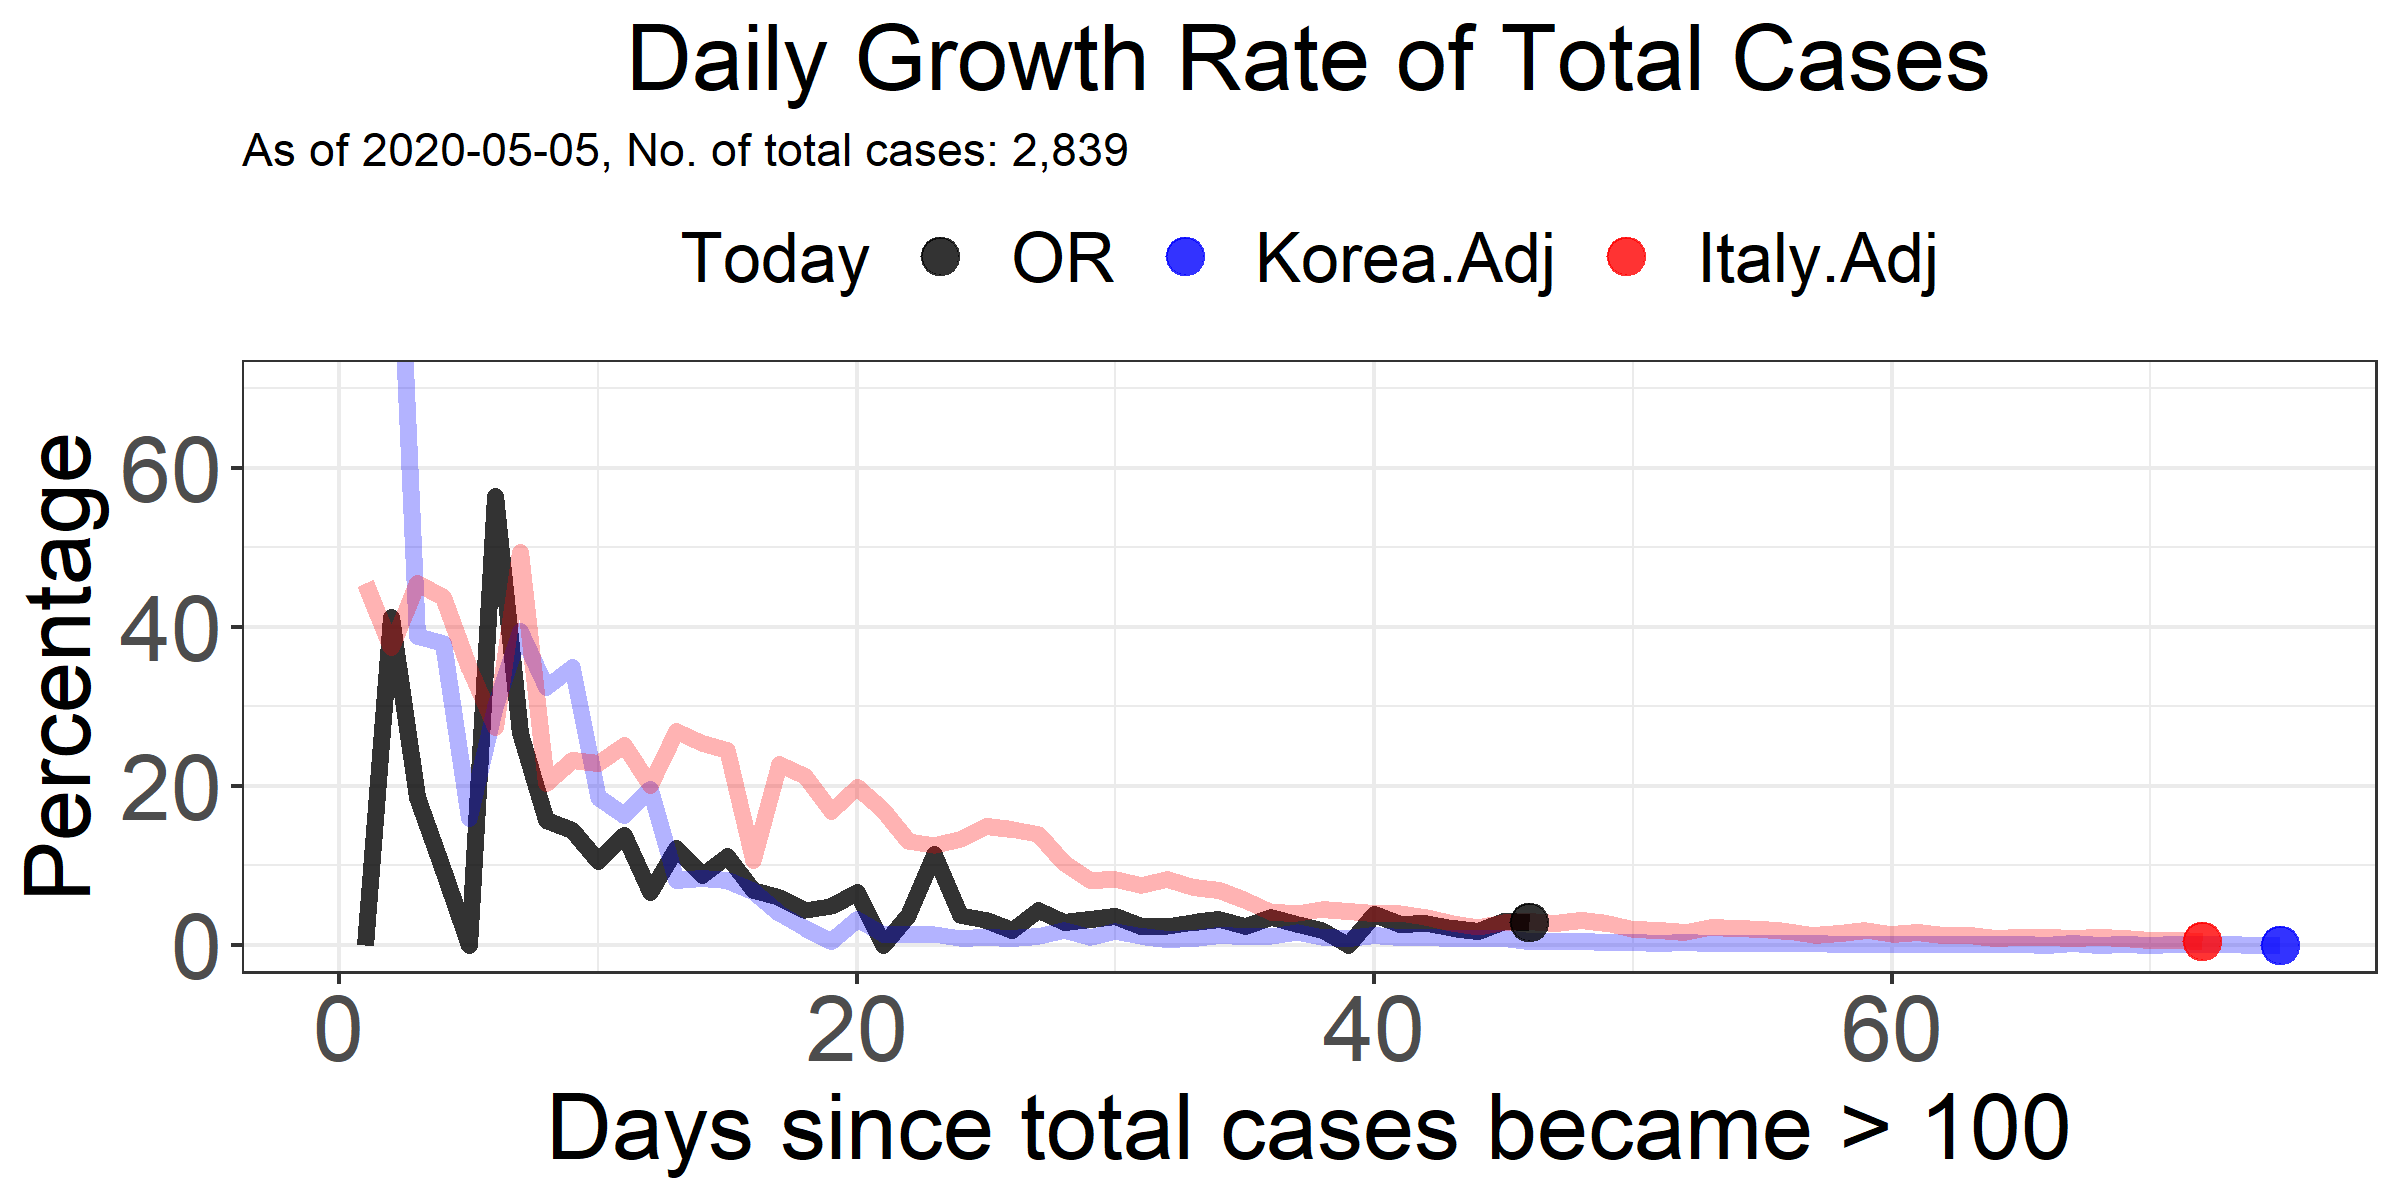 Daily Growth Rate of Total Cases
As of 2020-05-05, No. of total cases: 2,839
Today OR Korea.Adj Italy.Adj
Percentage
60
40
20
0
0 20 40 60
Days since total cases became > 100